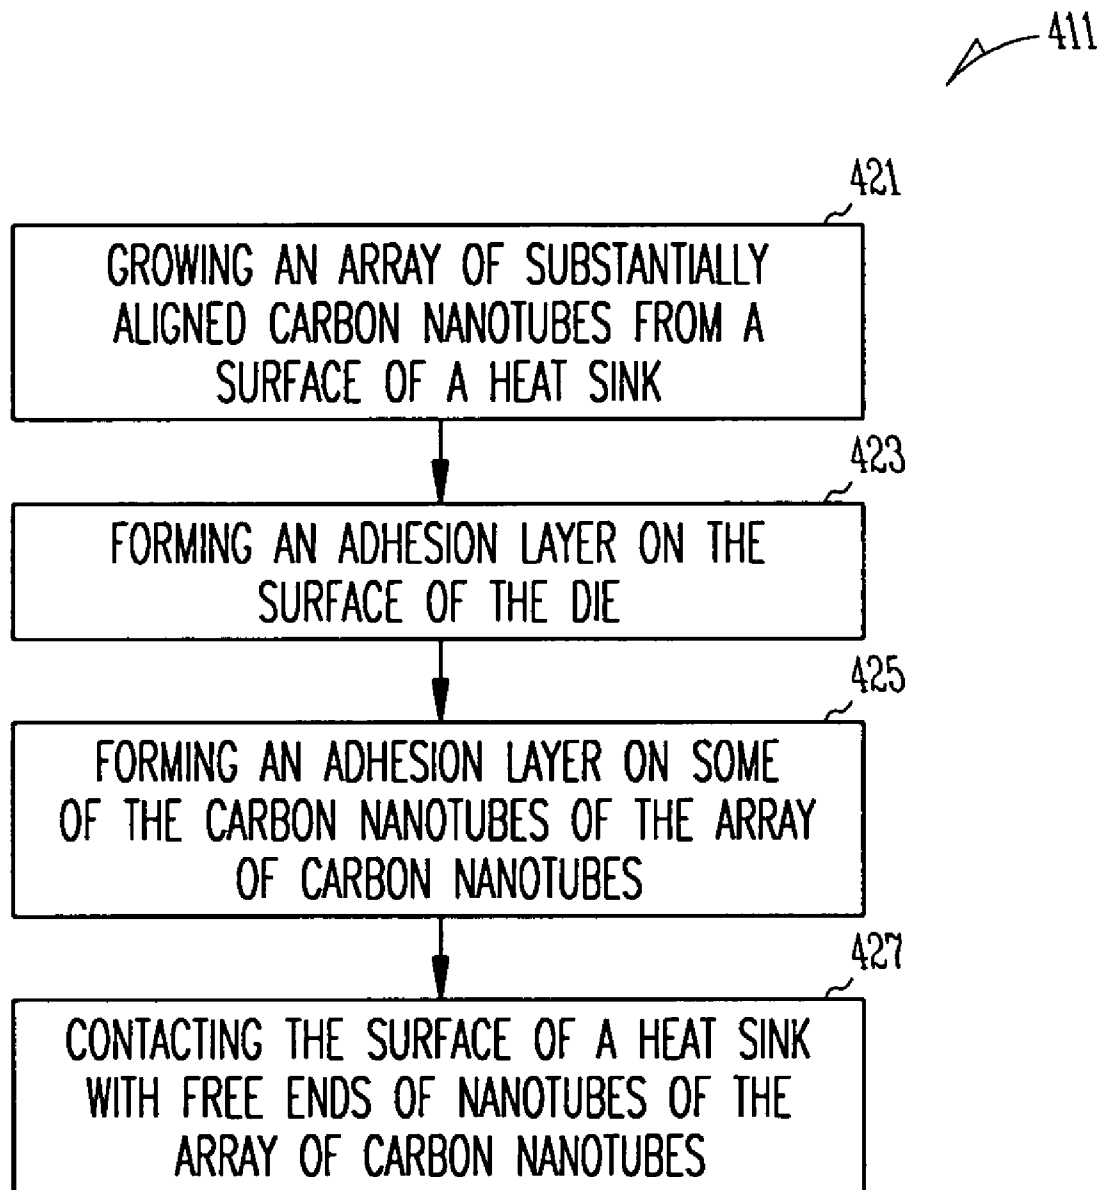 411
421
GROWING AN ARRAY OF SUBSTANTIALLY
ALIGNED CARBON NANOTUBES FROM A
SURFACE OF A HEAT SINK
423
FORMING AN ADHESION LAYER ON THE
SURFACE OF THE DIE
425
FORMING AN ADHESION LAYER ON SOME
OF THE CARBON NANOTUBES OF THE ARRAY
OF CARBON NANOTUBES
427
CONTACTING THE SURFACE OF A HEAT SINK
WITH FREE ENDS OF NANOTUBES OF THE
ARRAY OF CARBON NANOTUBES